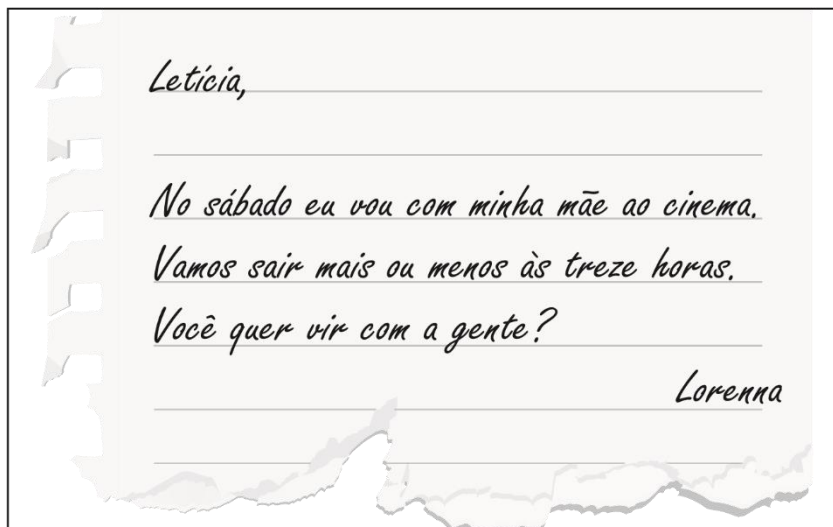 Letícia,
No sábado eu vou com minha mãe ao cinema.
Vamos sair mais ou menos às treze horas.
Você quer vir com a gente?
Lorenna